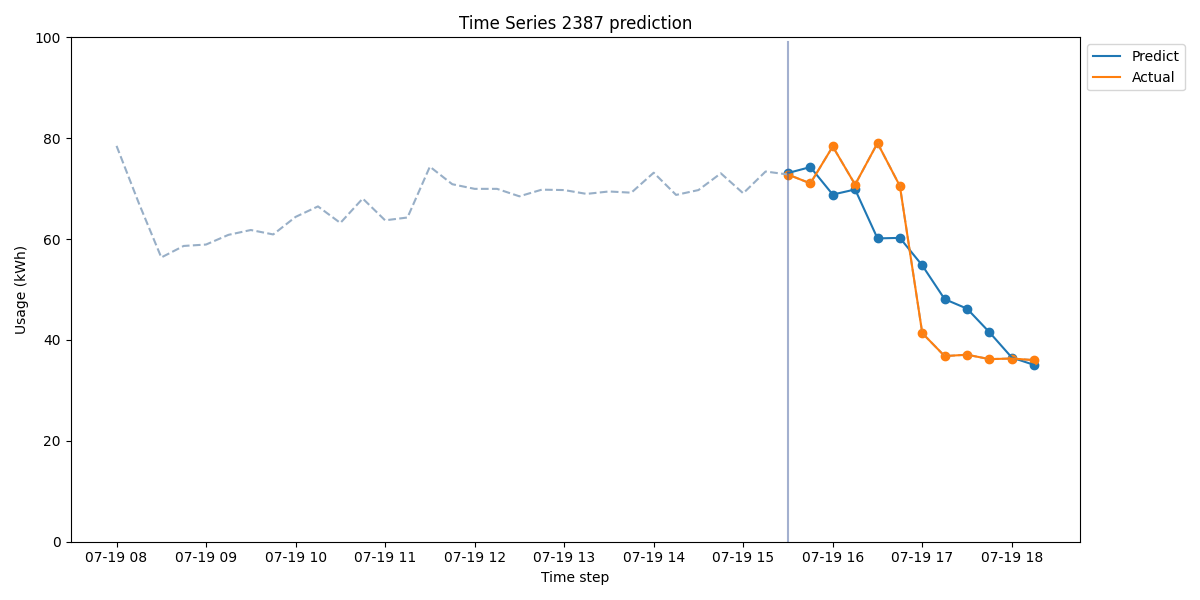 Time Series 2387 prediction
Predict
Actual
100
80
60
40
20
0
Usage (kWh)
07-19 08 07-19 09 07-19 10 07-19 11 07-19 12 07-19 13 07-19 14 07-19 15 07-19 16 07-19 17 07-19 18
Time step